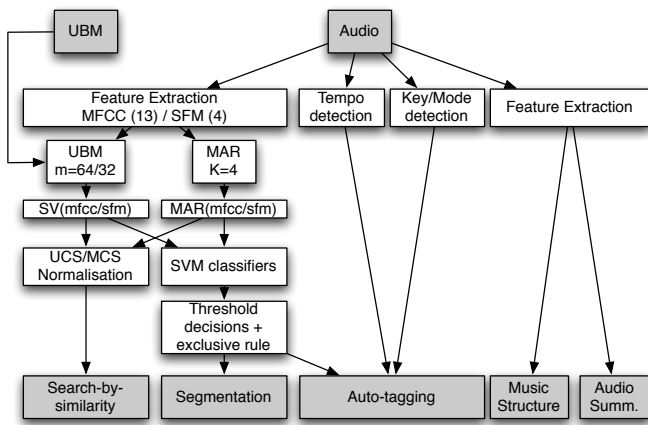 UBM
Audio
Feature Extraction
MFCC (13) / SFM (4)
Tempo
detection
Key/Mode
detection
Feature Extraction
UBM
m=64/32
MAR
K=4
SV(mfcc/sfm)
MAR(mfcc/sfm)
UCS/MCS
Normalisation
SVM classifiers
Threshold
decisions +
exclusive rule
Search-by-
similarity
Segmentation
Auto-tagging
Music
Structure
Audio
Summ.